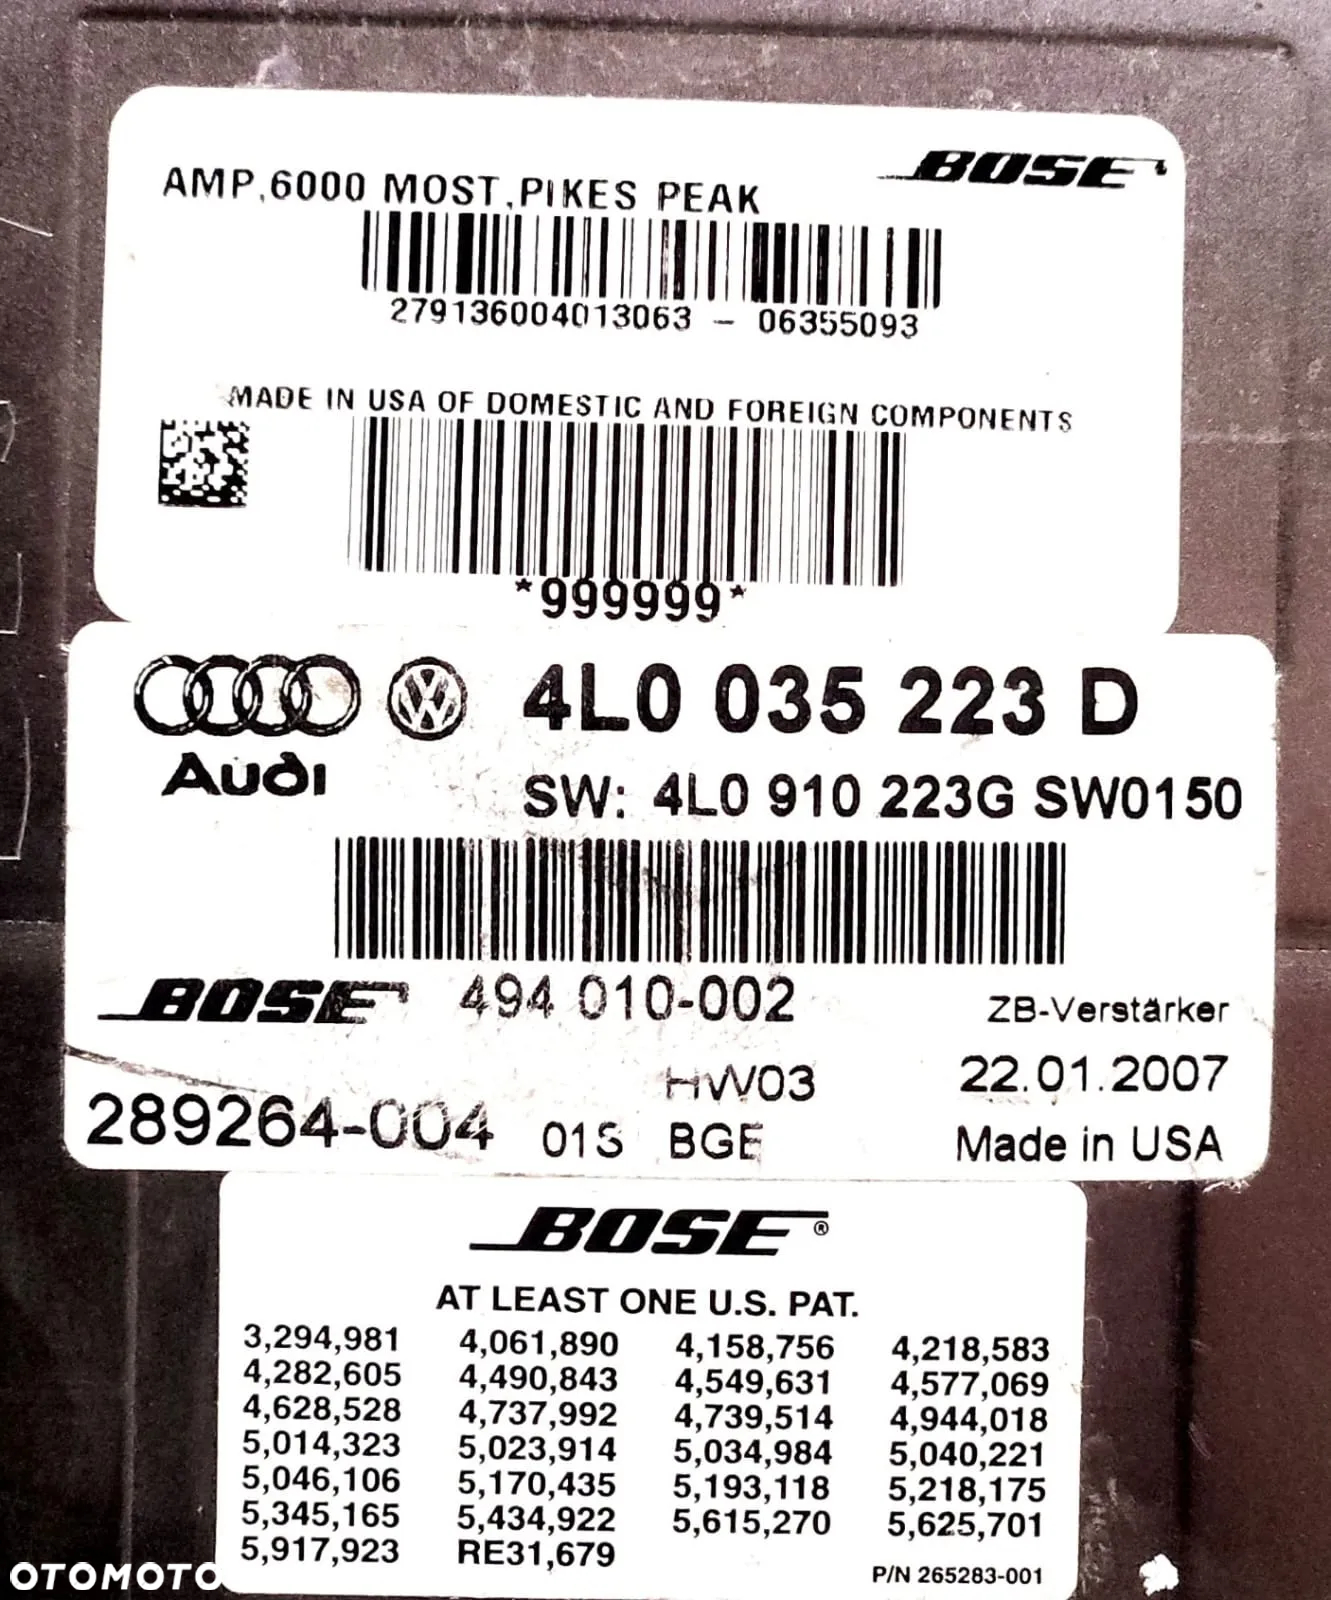 BOSE
AMP,6000 MOST,PIKES PEAK
279136004013063 - 06355093
MADE IN USA OF DOMESTIC AND FOREIGN COMPONENTS
*999999*
4L0 035 223 D
Audi
SW: 4L0 910 223G SW0150
BOSE 494 010-002 ZB-Verstärker
HW03 22.01.2007
289264-004 01S BGE Made in USA
BOSE®
AT LEAST ONE U.S. PAT.
3,294,981 4,061,890 4,158,756 4,218,583
4,282,605 4,490,843 4,549,631 4,577,069
4,628,528 4,737,992 4,739,514 4,944,018
5,014,323 5,023,914 5,034,984 5,040,221
5,046,106 5,170,435 5,193,118 5,218,175
5,345,165 5,434,922 5,615,270 5,625,701
5,917,923 RE31,679
P/N 265283-001
OTOMOTO